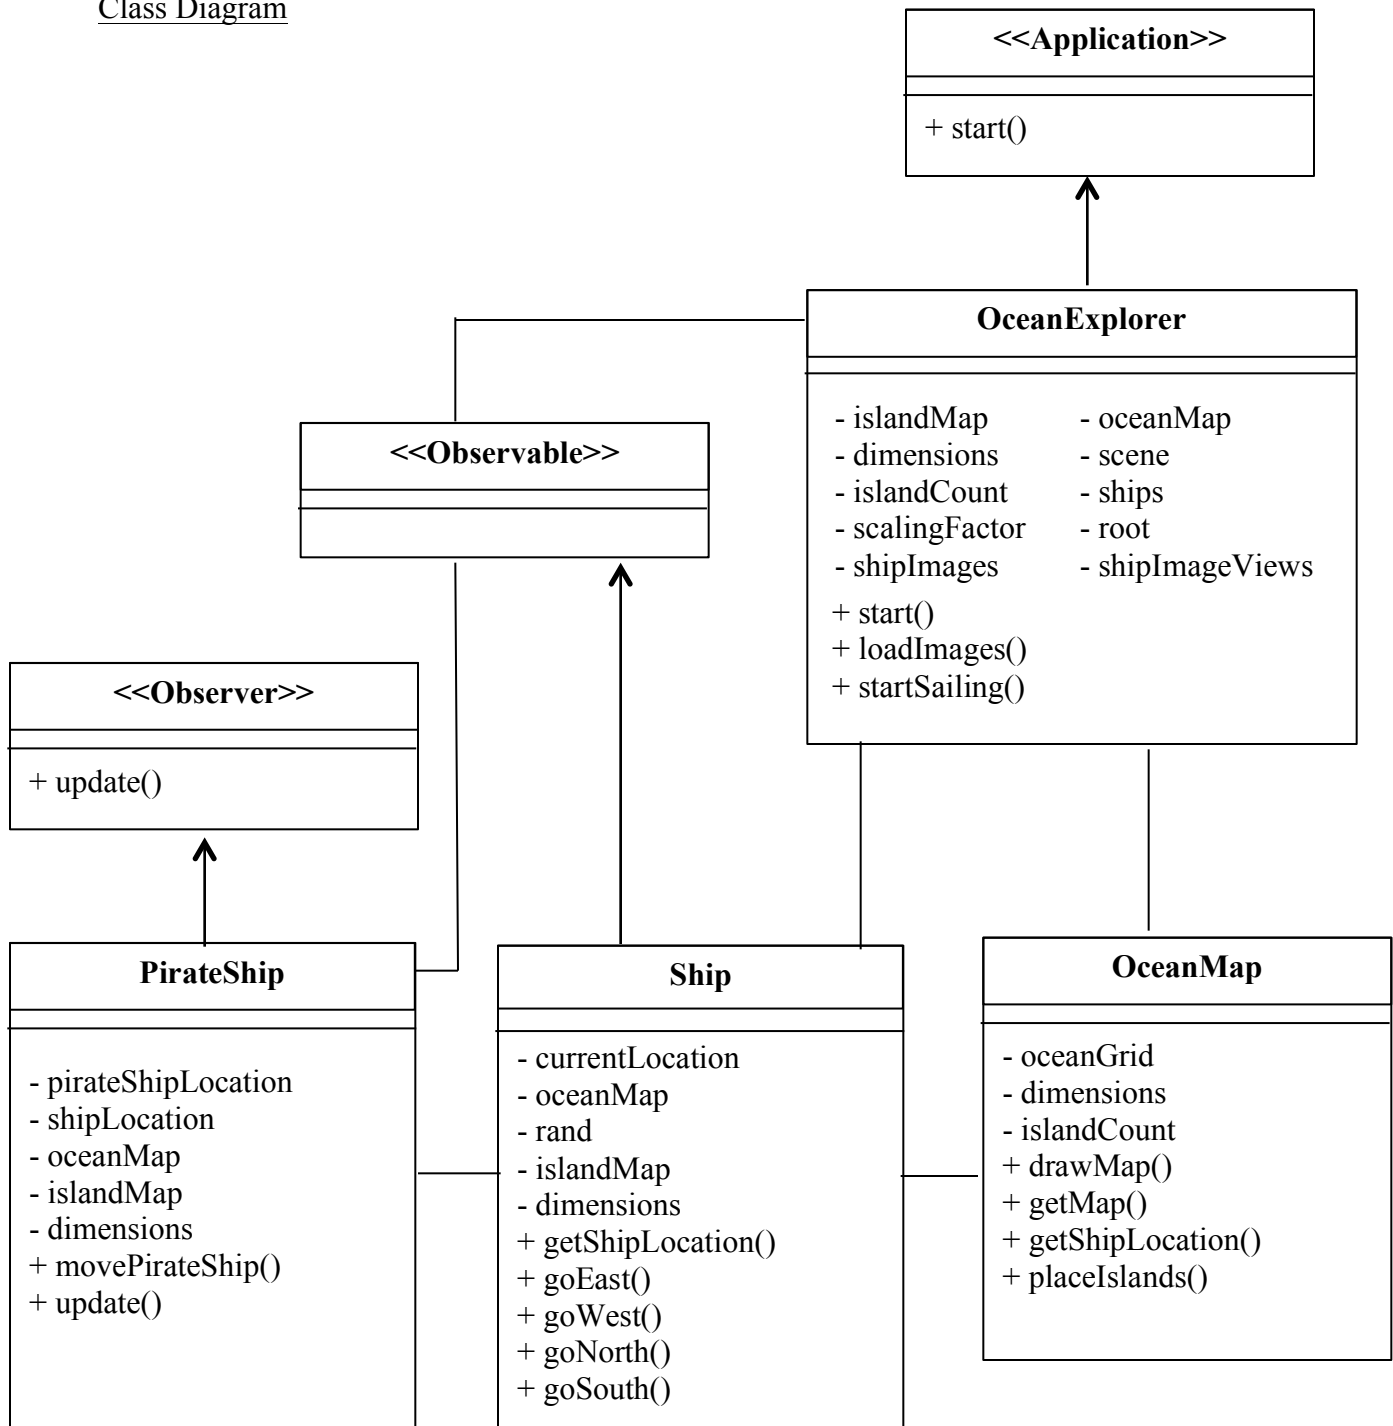 Class Diagram
<<Application>>
+ start()
OceanExplorer
- islandMap - oceanMap
- dimensions - scene
- islandCount - ships
- scalingFactor - root
- shipImages - shipImageViews
+ start()
+ loadImages()
+ startSailing()
<<Observable>>
<<Observer>>
+ update()
PirateShip
- pirateShipLocation
- shipLocation
- oceanMap
- islandMap
- dimensions
+ movePirateShip()
+ update()
Ship
- currentLocation
- oceanMap
- rand
- islandMap
- dimensions
+ getShipLocation()
+ goEast()
+ goWest()
+ goNorth()
+ goSouth()
OceanMap
- oceanGrid
- dimensions
- islandCount
+ drawMap()
+ getMap()
+ getShipLocation()
+ placeIslands()